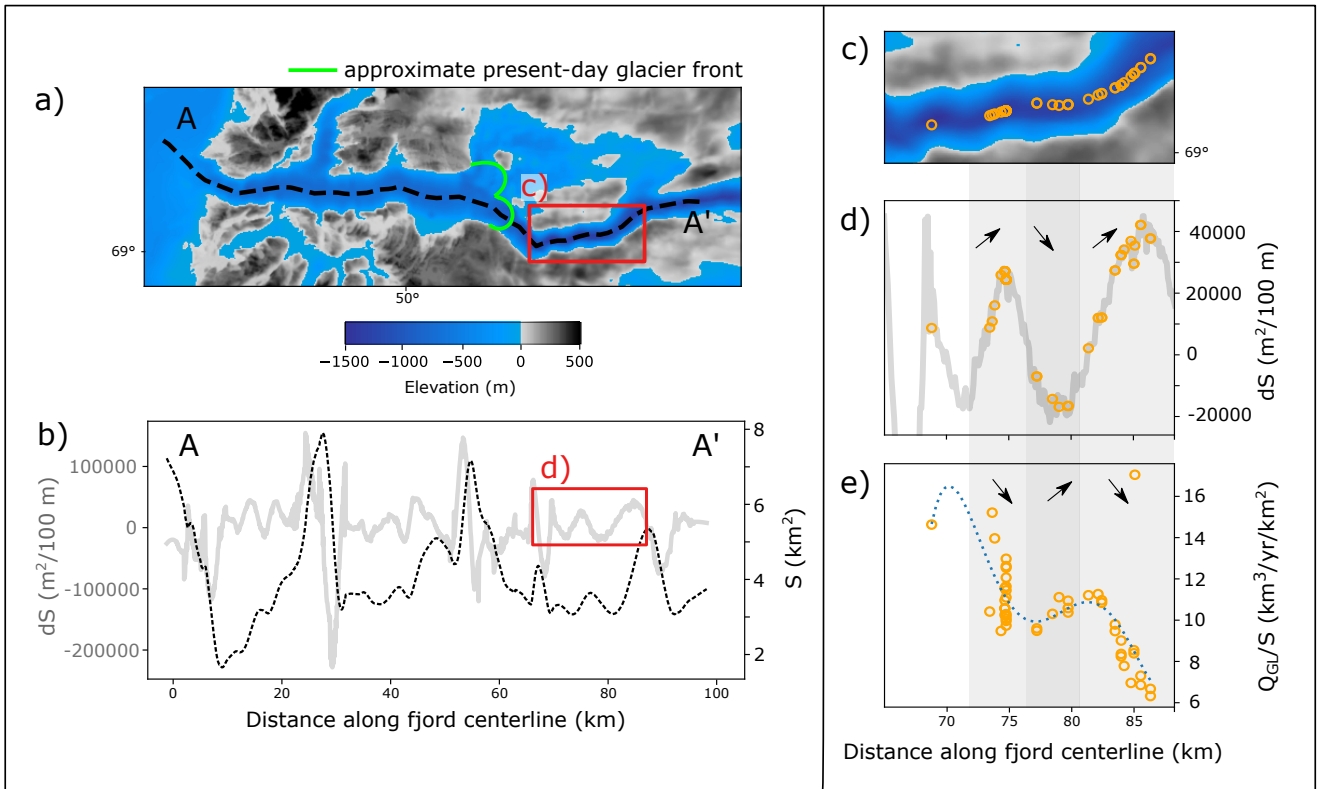 approximate present-day glacier front
a)
A
c)
A'
69°
50°
−1500 −1000 −500 0 500
Elevation (m)
b)
A
A'
d)
100000
0
-100000
-200000
dS (m²/100 m)
8
6
4
2
S (km²)
0 20 40 60 80 100
Distance along fjord centerline (km)
c)
69°
d)
40000
20000
0
-20000
dS (m²/100 m)
e)
16
14
12
10
8
6
Q_GL/S (km³/yr/km²)
70 75 80 85
Distance along fjord centerline (km)